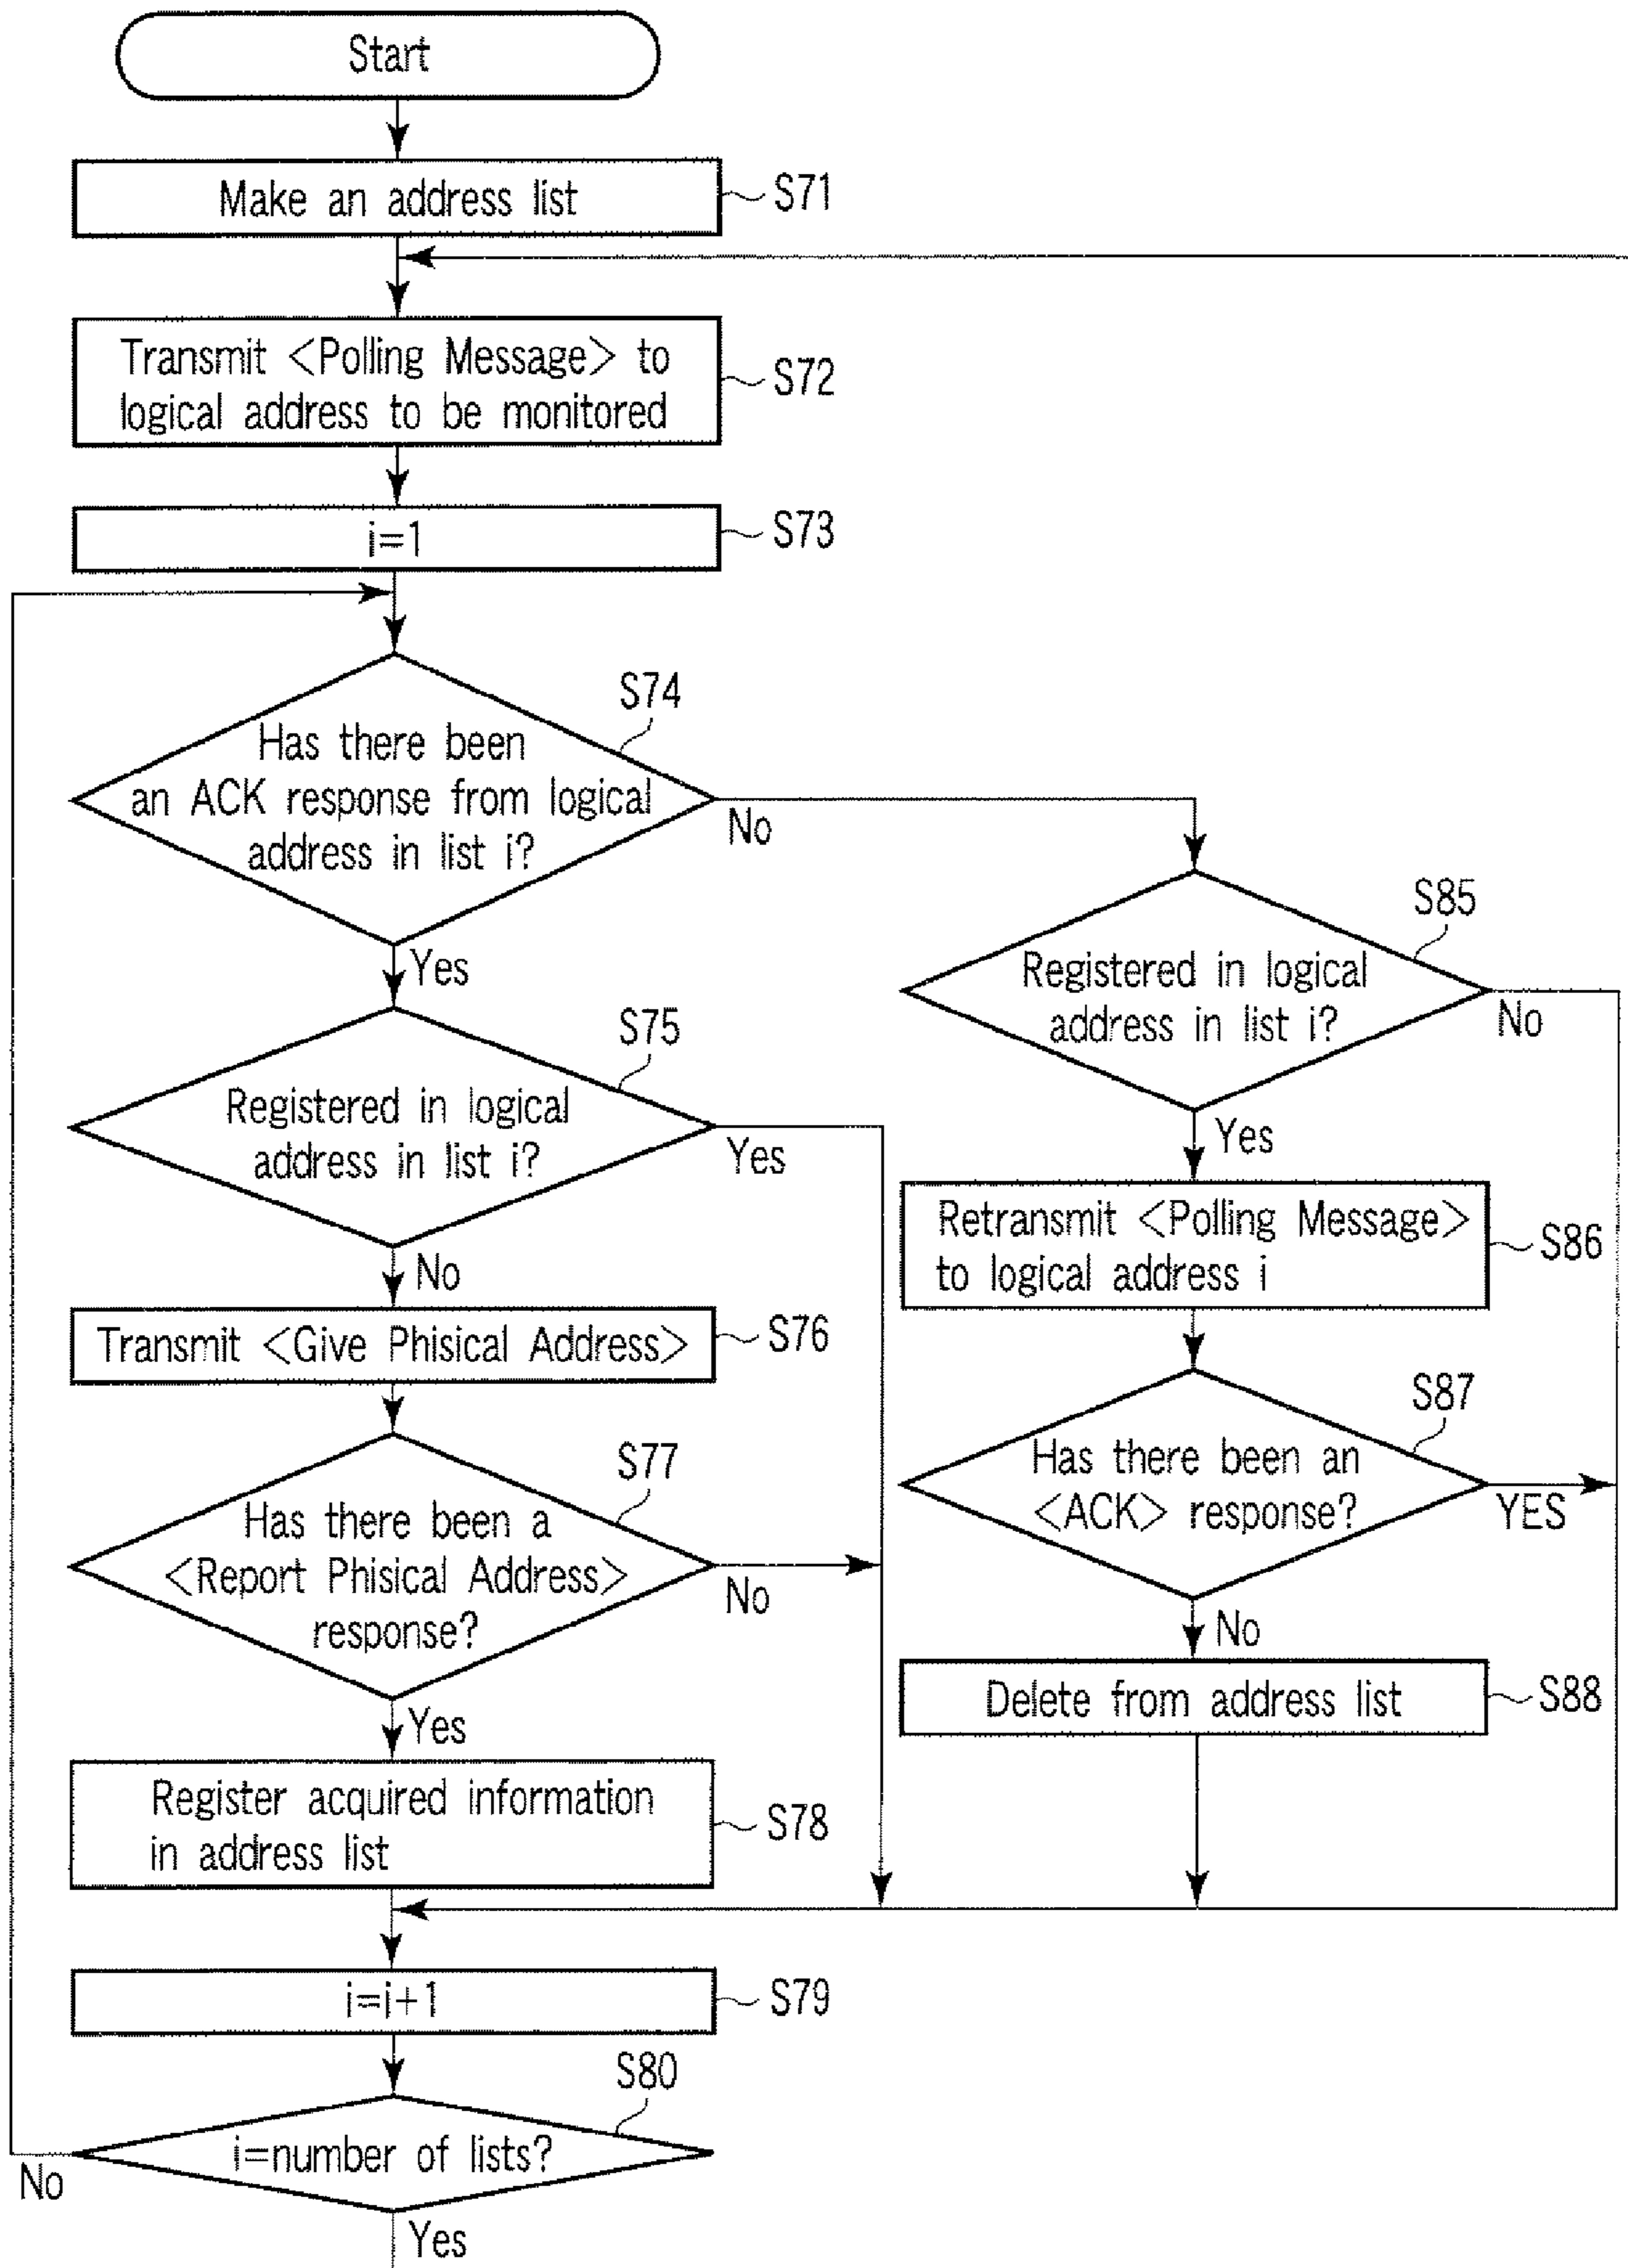 Start
Make an address list
S71
Transmit <Polling Message> to
logical address to be monitored
S72
i=1
S73
S74
Has there been
an ACK response from logical
address in list i?
No
Yes
S85
Registered in logical
address in list i?
No
Yes
S75
Registered in logical
address in list i?
Yes
No
Retransmit <Polling Message>
to logical address i
S86
Transmit <Give Phisical Address>
S76
S87
Has there been an
<ACK> response?
YES
No
S77
Has there been a
<Report Phisical Address>
response?
No
Yes
Delete from address list
S88
Register acquired information
in address list
S78
i=i+1
S79
S80
i=number of lists?
No
Yes